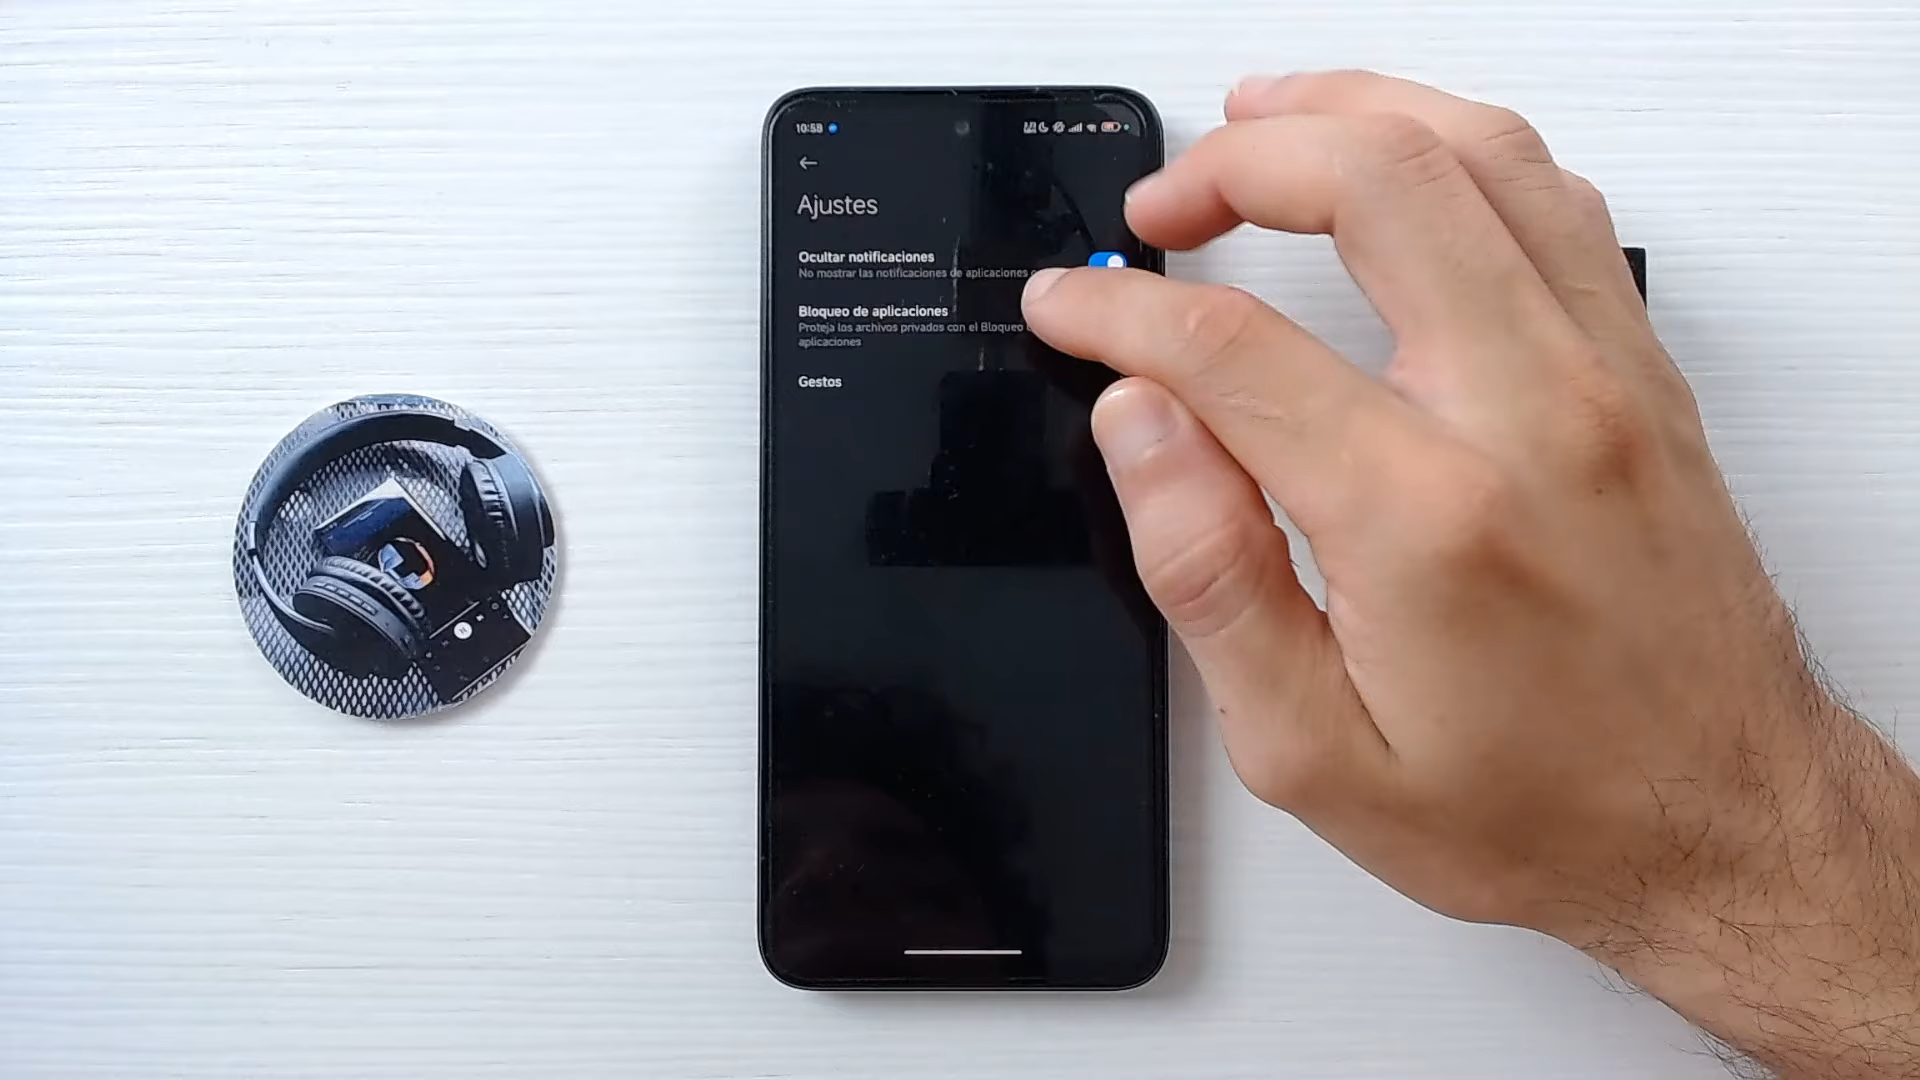 10:58
Ajustes
Ocultar notificaciones
No mostrar las notificaciones de aplicaciones
Bloqueo de aplicaciones
Proteja los archivos privados con el Bloqueo
aplicaciones
Gestos